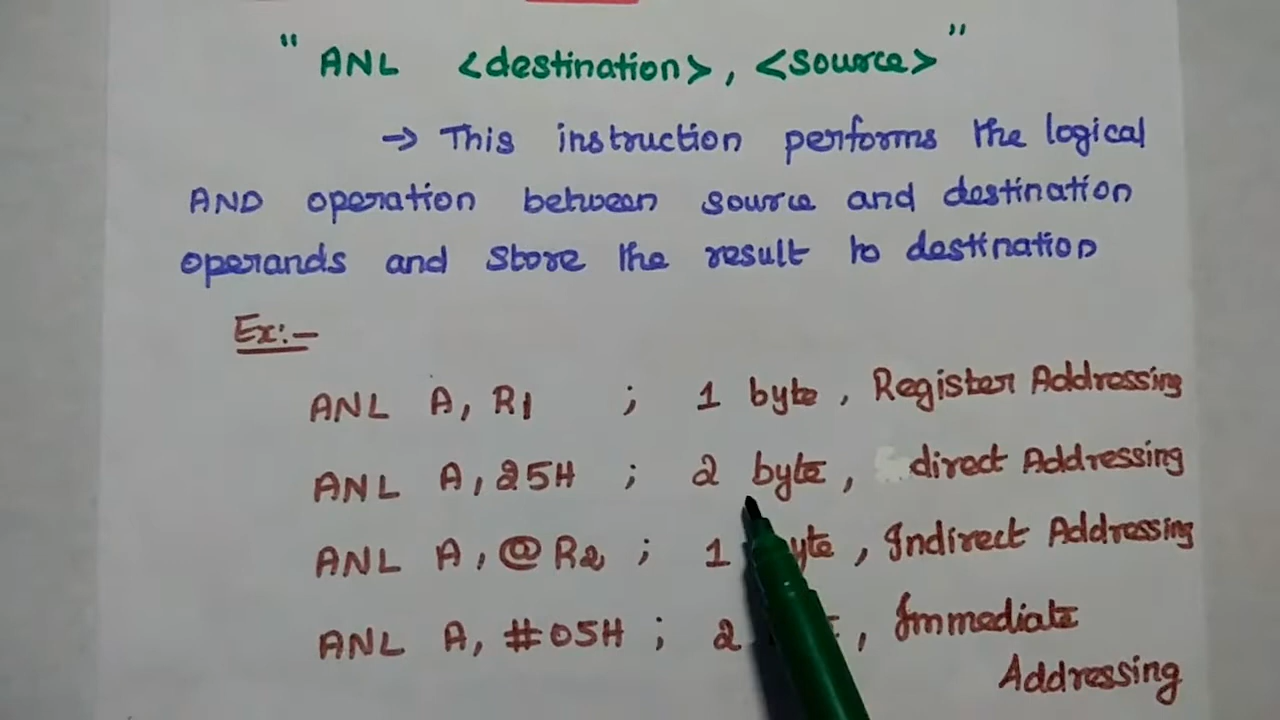 " ANL <destination>, <source> "
→ This instruction performs the logical
AND operation between source and destination
operands and store the result to destination
Ex:-
ANL A, R1 ; 1 byte, Register Addressing
ANL A, 25H ; 2 byte, direct Addressing
ANL A, @R2 ; 1 yte, Indirect Addressing
ANL A, #05H ; 2 , Immediate
Addressing